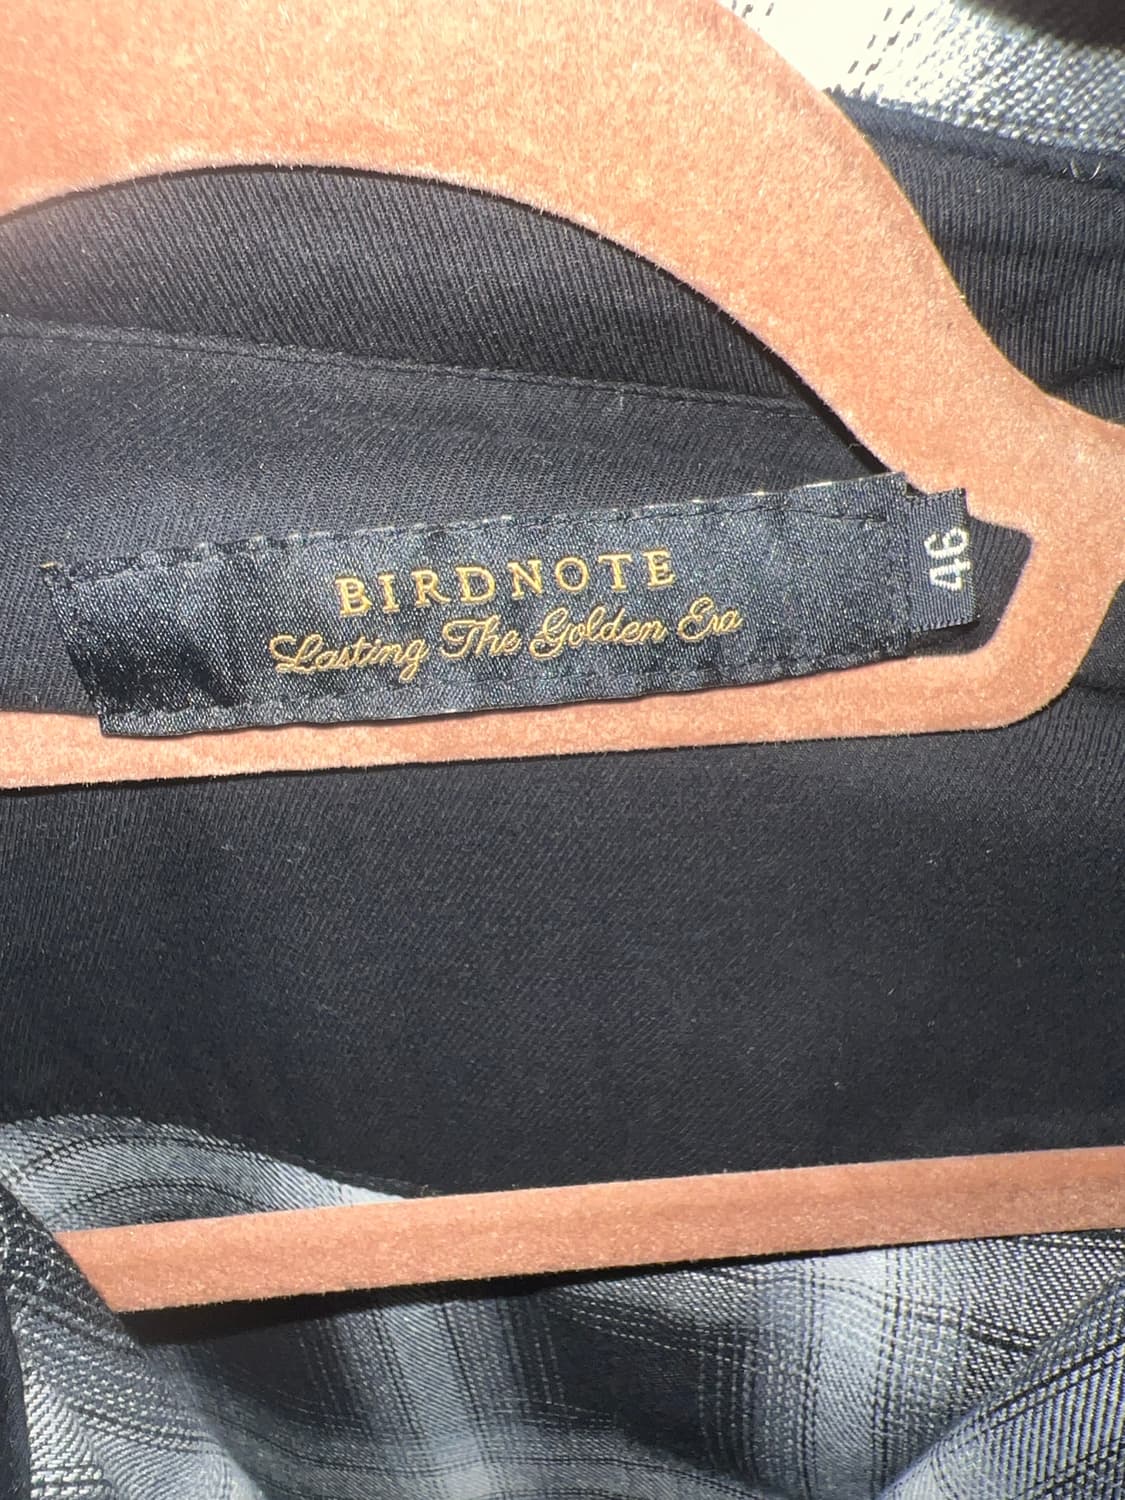 BIRDNOTE
Lasting The Golden Era
46